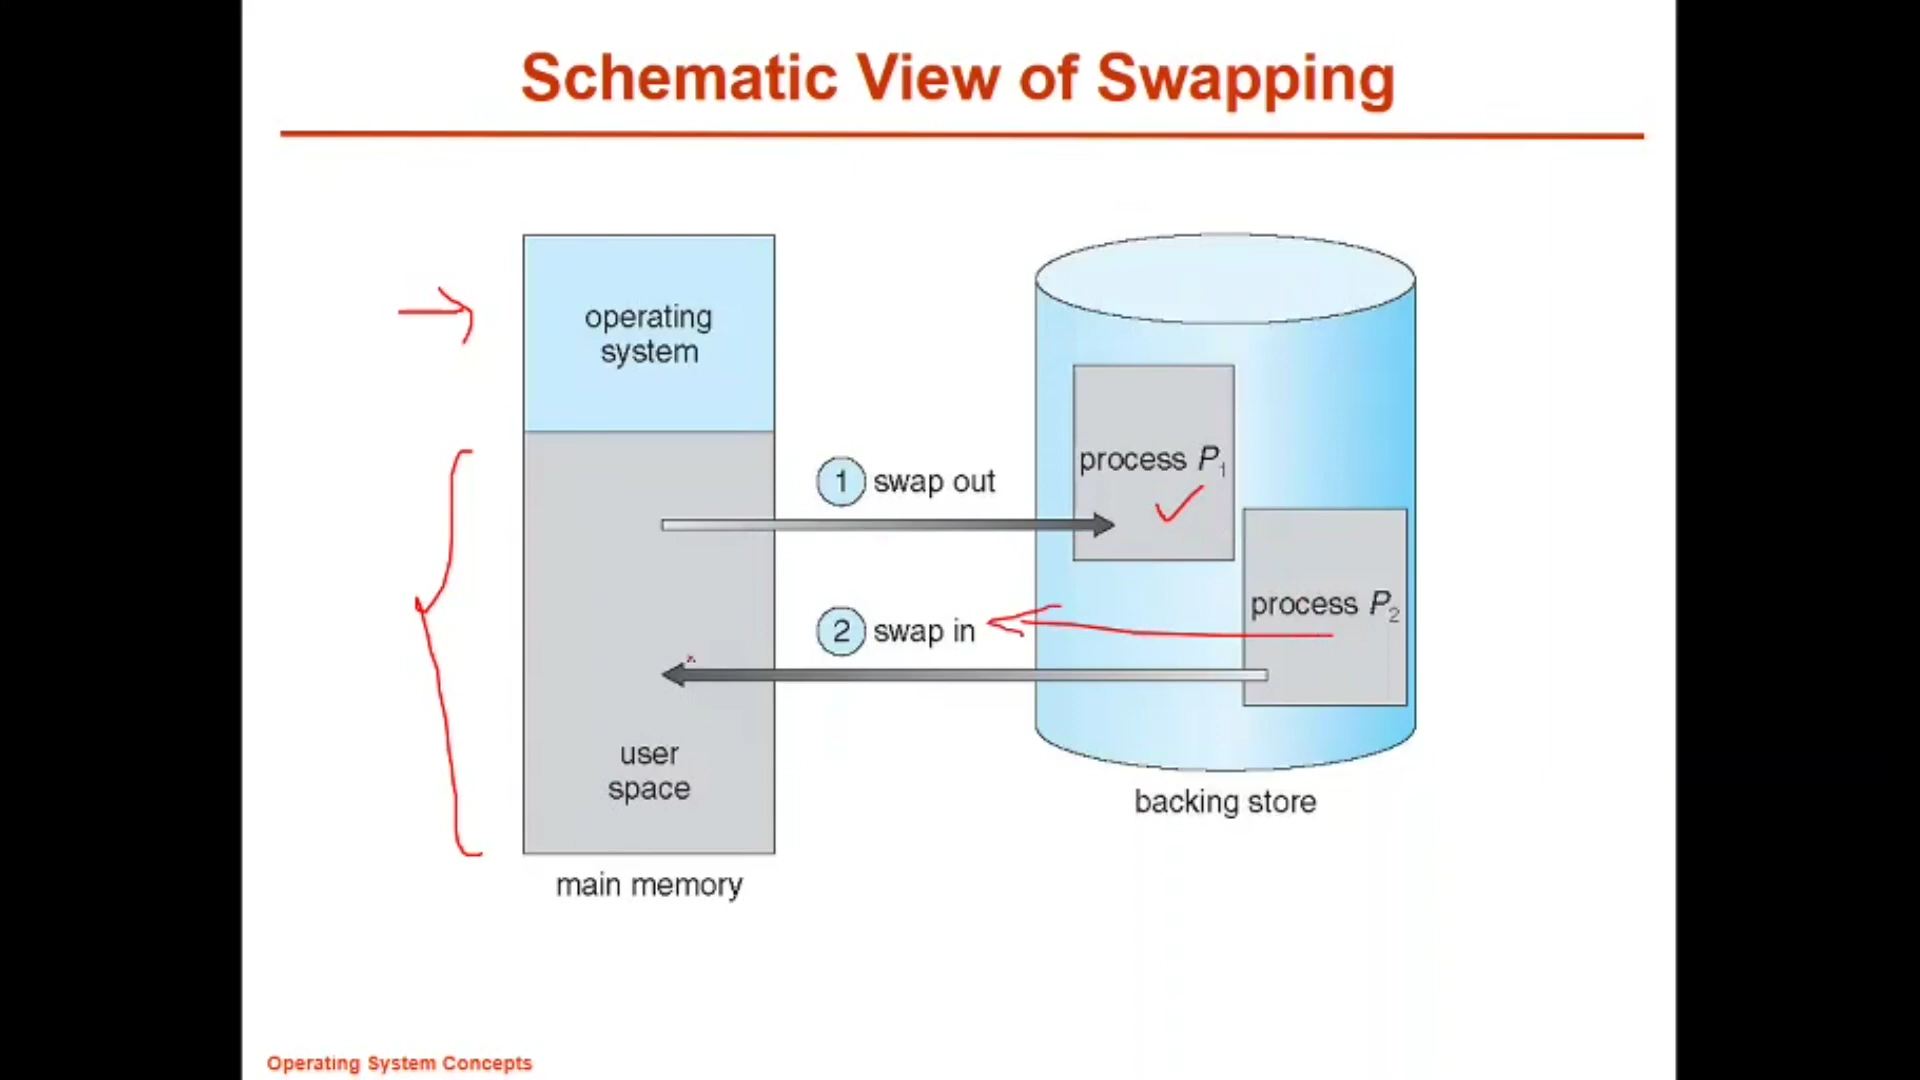 Schematic View of Swapping
operating
system
1 swap out
process P1
2 swap in
process P2
user
space
backing store
main memory
Operating System Concepts